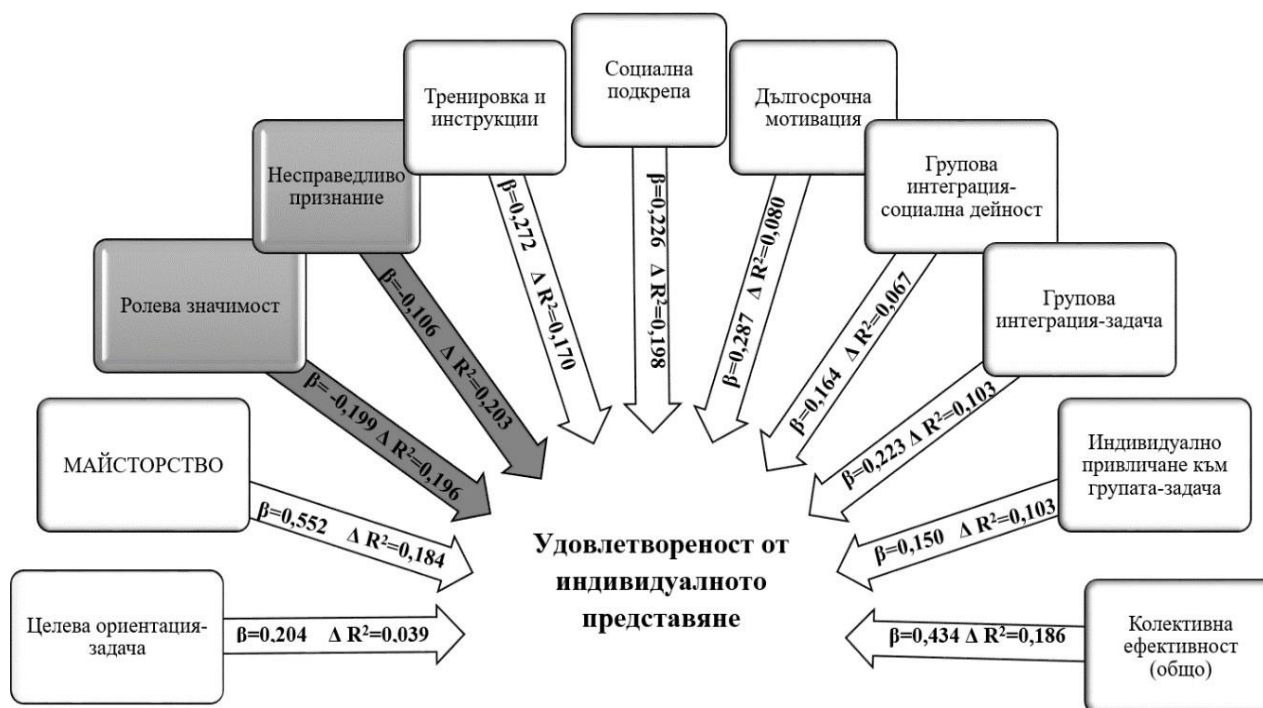 Целева ориентация-
задача
β=0,204 Δ R²=0,039
МАЙСТОРСТВО
β=0,552 Δ R²=0,184
Ролева значимост
β= -0,199 Δ R²=0,196
Несправедливо
признание
β=-0,106 Δ R²=0,203
Тренировка и
инструкции
β=0,272 Δ R²=0,170
Социална
подкрепа
β=0,226 Δ R²=0,198
Дългосрочна
мотивация
β=0,287 Δ R²=0,080
Групова
интеграция-
социална дейност
β=0,164 Δ R²=0,067
Групова
интеграция-задача
β=0,223 Δ R²=0,103
Индивидуално
привличане към
групата-задача
β=0,150 Δ R²=0,103
Колективна
ефективност
(общо)
β=0,434 Δ R²=0,186
Удовлетвореност от
индивидуалното
представяне